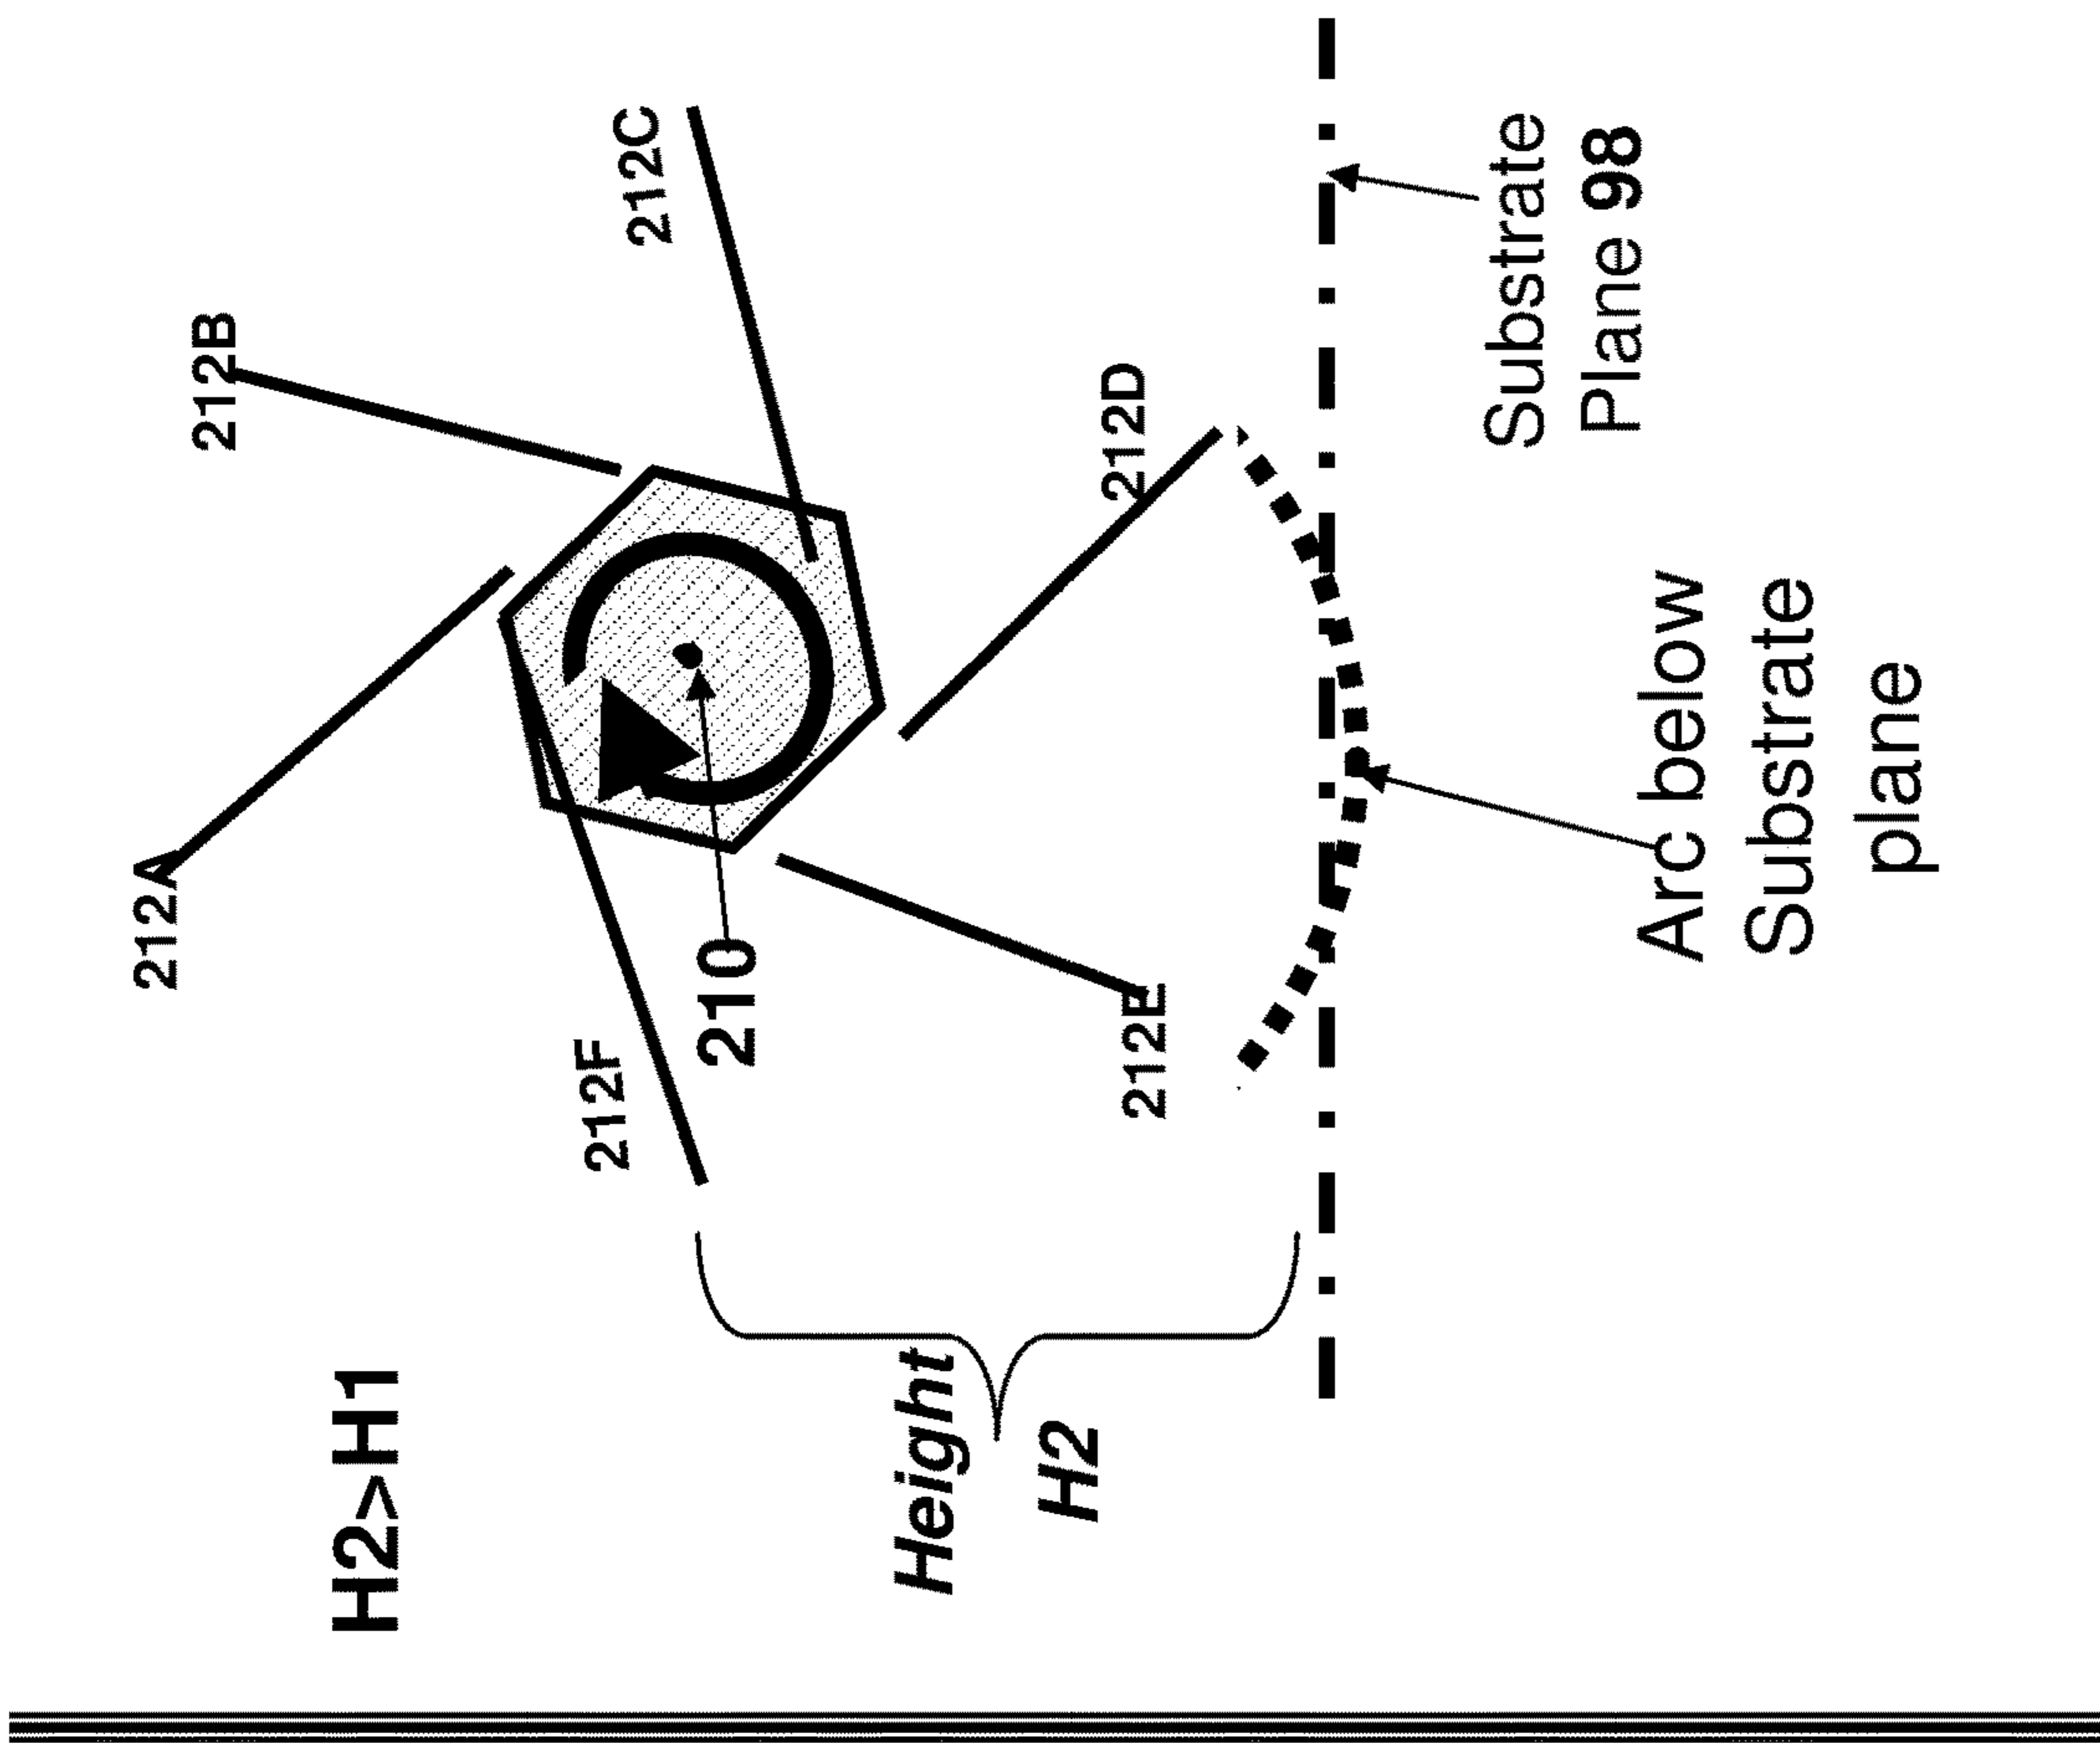 H2>H1
212A
212B
212F
212C
210
Height
H2
212E
212D
Substrate
Plane 98
Arc below
Substrate
plane